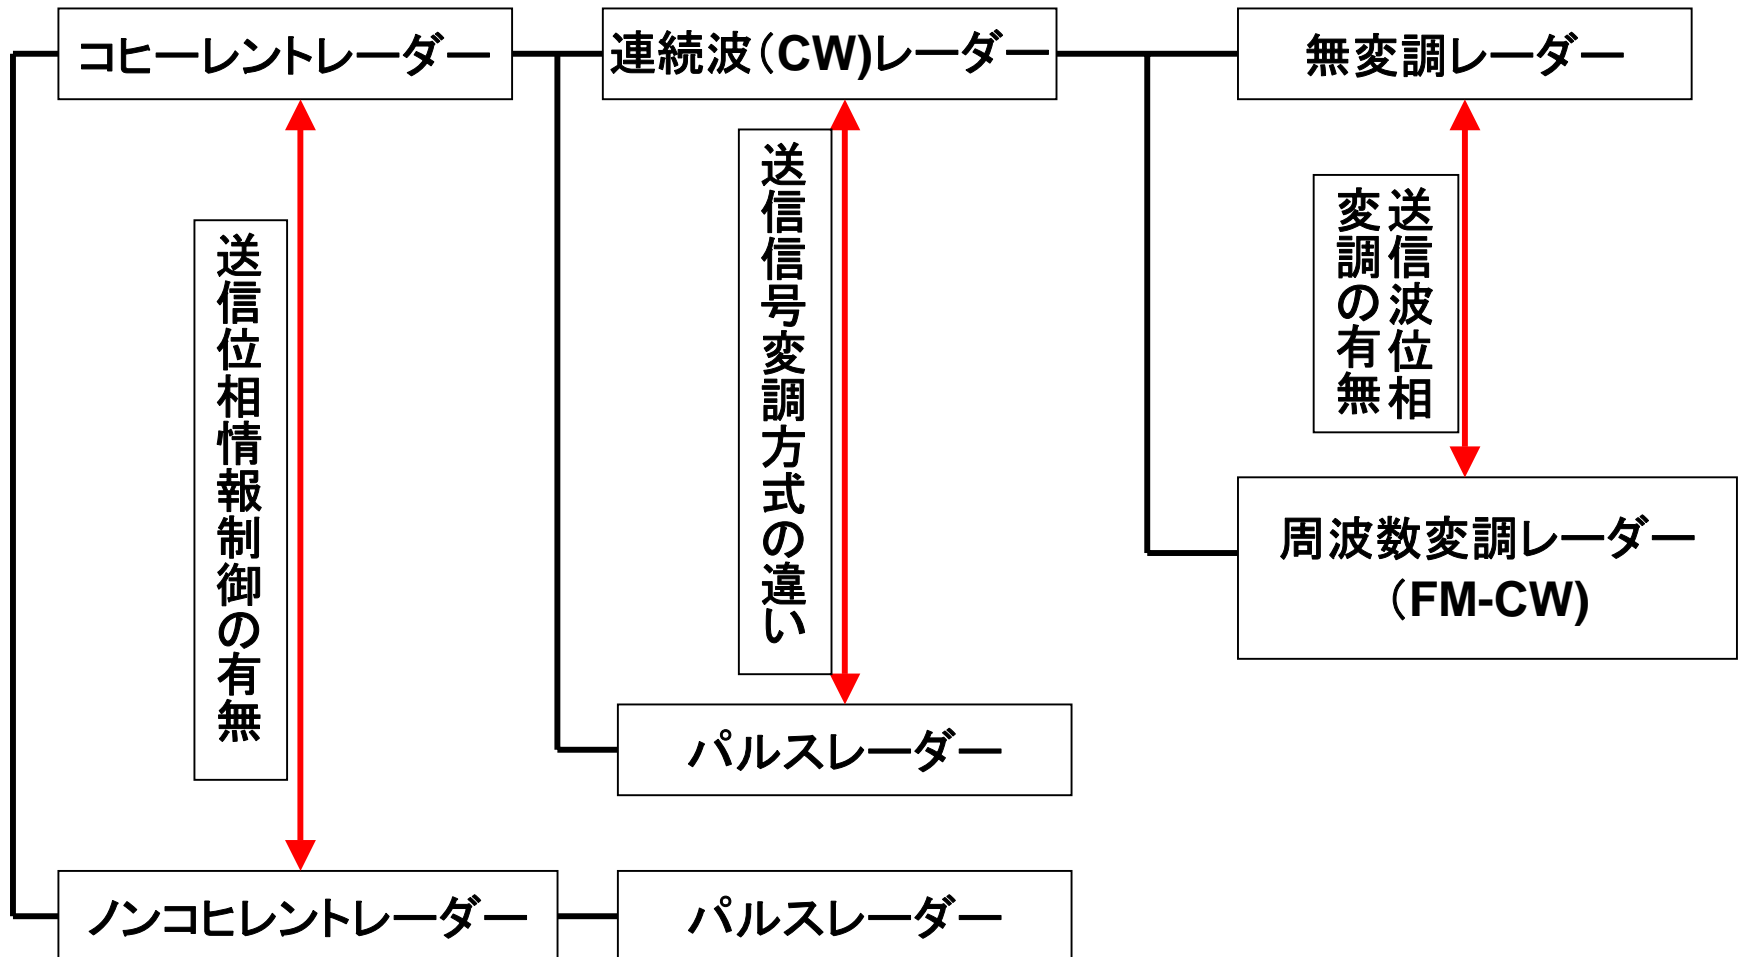 コヒーレントレーダー
連続波(CW)レーダー
無変調レーダー
送信位相情報制御の有無
送信信号変調方式の違い
送信波位相
変調の有無
周波数変調レーダー
(FM-CW)
パルスレーダー
ノンコヒレントレーダー
パルスレーダー